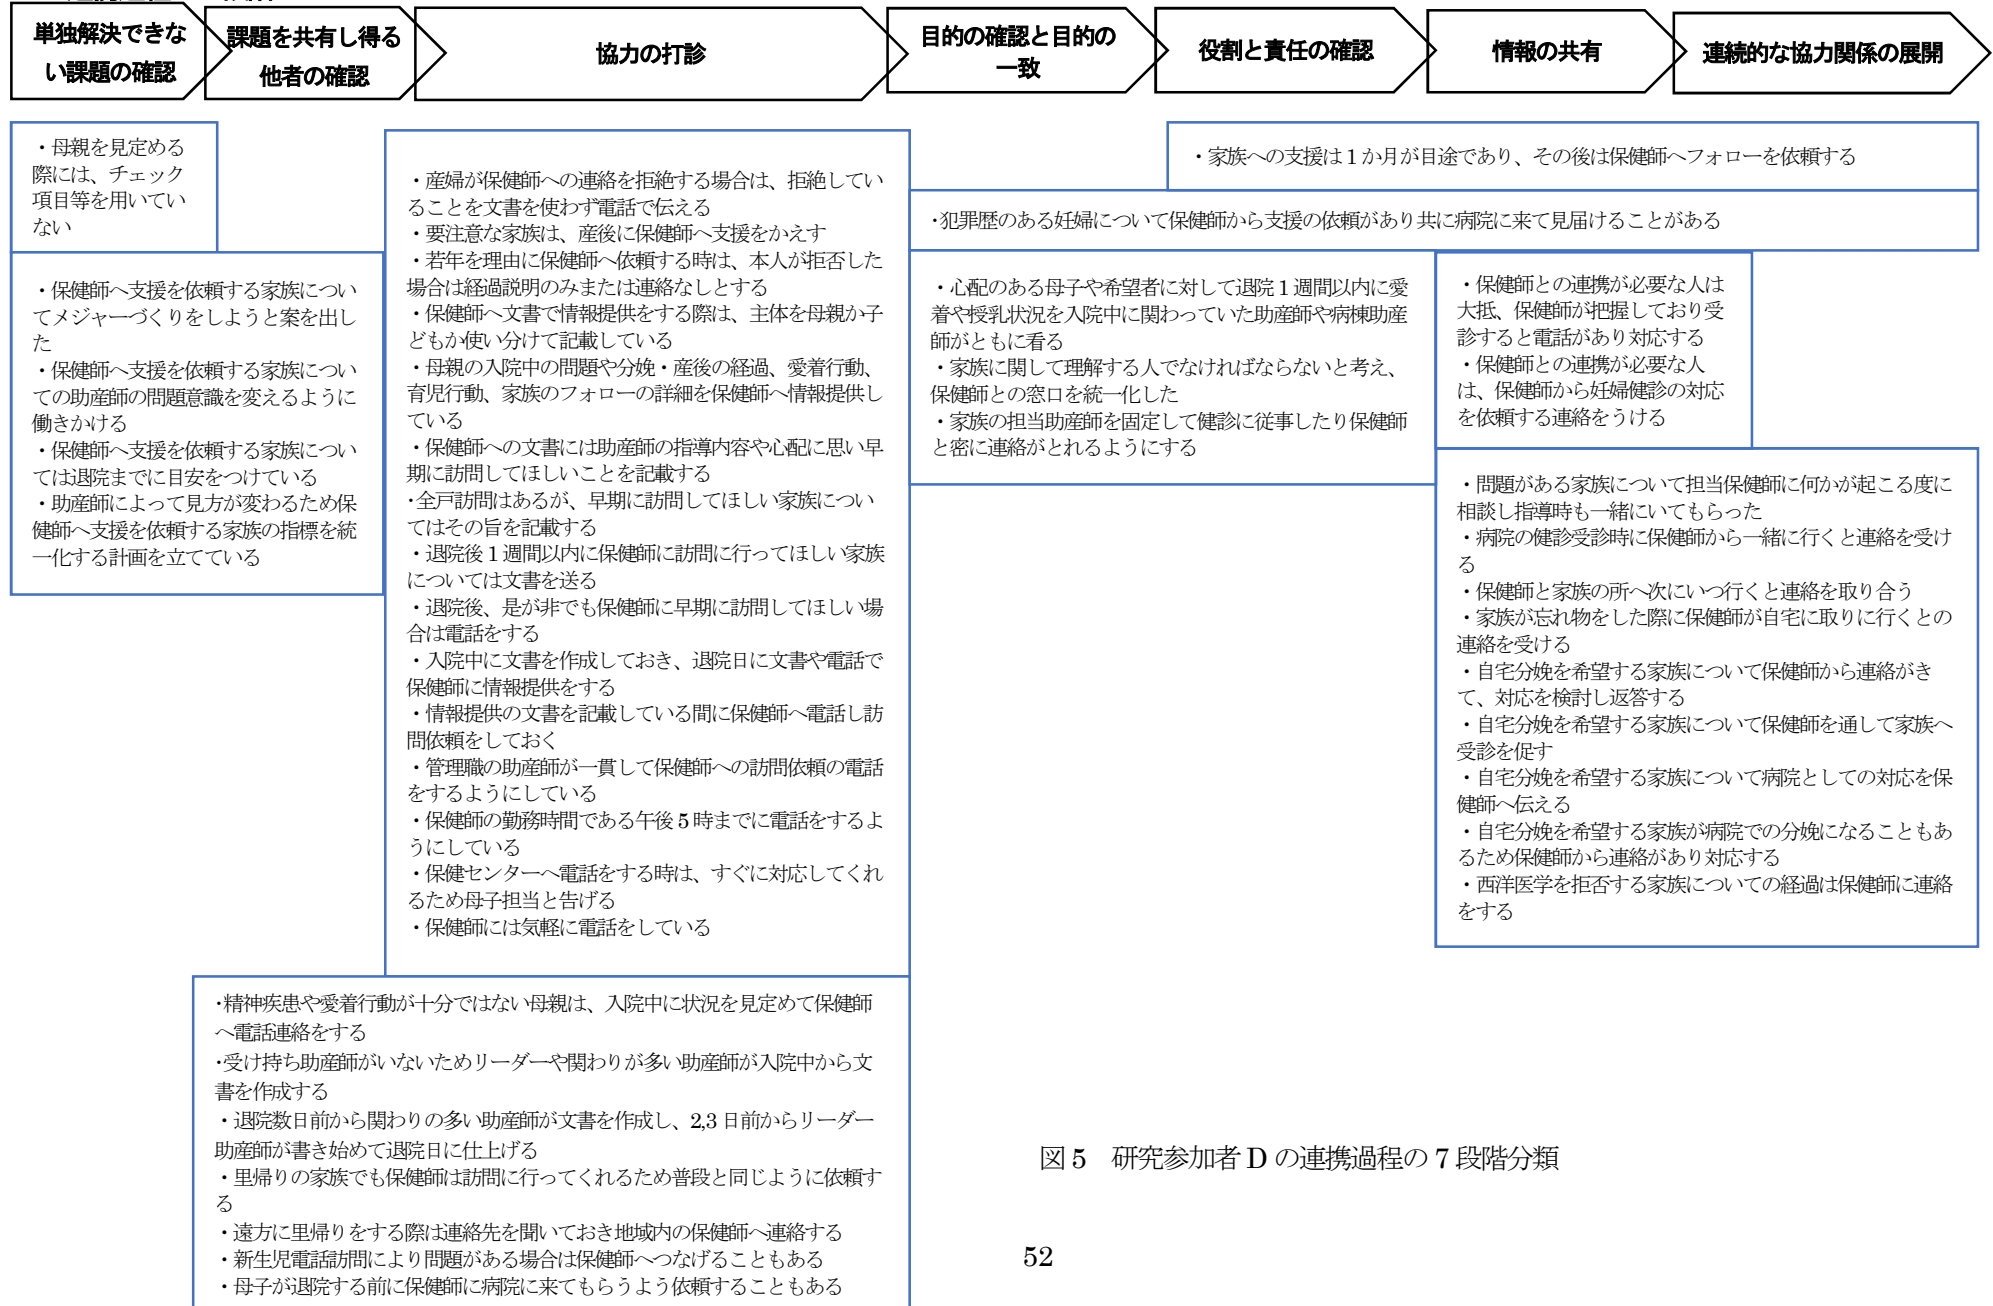 単独解決できな
い課題の確認
課題を共有し得る
他者の確認
協力の打診
目的の確認と目的の
一致
役割と責任の確認
情報の共有
連続的な協力関係の展開
・母親を見定める
際には、チェック
項目等を用いてい
ない
・保健師へ支援を依頼する家族につい
てメジャーづくりをしようと案を出し
た
・保健師へ支援を依頼する家族につい
ての助産師の問題意識を変えるように
働きかける
・保健師へ支援を依頼する家族につい
ては退院までに目安をつけている
・助産師によって見方が変わるため保
健師へ支援を依頼する家族の指標を統
一化する計画を立てている
・産婦が保健師への連絡を拒絶する場合は、拒絶してい
ることを文書を使わず電話で伝える
・要注意な家族は、産後に保健師へ支援をかえす
・若年を理由に保健師へ依頼する時は、本人が拒否した
場合は経過説明のみまたは連絡なしとする
・保健師へ文書で情報提供をする際は、主体を母親か子
どもか使い分けて記載している
・母親の入院中の問題や分娩・産後の経過、愛着行動、
育児行動、家族のフォローの詳細を保健師へ情報提供し
ている
・保健師への文書には助産師の指導内容や心配に思い早
期に訪問してほしいことを記載する
・全戸訪問はあるが、早期に訪問してほしい家族につい
てはその旨を記載する
・退院後1週間以内に保健師に訪問に行ってほしい家族
については文書を送る
・退院後、是が非でも保健師に早期に訪問してほしい場
合は電話をする
・入院中に文書を作成しておき、退院日に文書や電話で
保健師に情報提供をする
・情報提供の文書を記載している間に保健師へ電話し訪
問依頼をしておく
・管理職の助産師が一貫して保健師への訪問依頼の電話
をするようにしている
・保健師の勤務時間である午後5時までに電話をするよ
うにしている
・保健センターへ電話をする時は、すぐに対応してくれ
るため母子担当と告げる
・保健師には気軽に電話をしている
・精神疾患や愛着行動が十分ではない母親は、入院中に状況を見定めて保健師
へ電話連絡をする
・受け持ち助産師がいないためリーダーや関わりが多い助産師が入院中から文
書を作成する
・退院数日前から関わりの多い助産師が文書を作成し、2,3日前からリーダー
助産師が書き始めて退院日に仕上げる
・里帰りの家族でも保健師は訪問に行ってくれるため普段と同じように依頼す
る
・遠方に里帰りをする際は連絡先を聞いておき地域内の保健師へ連絡する
・新生児電話訪問により問題がある場合は保健師へつなげることもある
・母子が退院する前に保健師に病院に来てもらうよう依頼することもある
・家族への支援は1か月が目途であり、その後は保健師へフォローを依頼する
・犯罪歴のある妊婦について保健師から支援の依頼があり共に病院に来て見届けることがある
・心配のある母子や希望者に対して退院1週間以内に愛
着や授乳状況を入院中に関わっていた助産師や病棟助産
師がともに看る
・家族に関して理解する人でなければならないと考え、
保健師との窓口を統一化した
・家族の担当助産師を固定して健診に従事したり保健師
と密に連絡がとれるようにする
・保健師との連携が必要な人は
大抵、保健師が把握しており受
診すると電話があり対応する
・保健師との連携が必要な人
は、保健師から妊婦健診の対応
を依頼する連絡をうける
・問題がある家族について担当保健師に何かが起こる度に
相談し指導時も一緒にいてもらった
・病院の健診受診時に保健師から一緒に行くと連絡を受け
る
・保健師と家族の所へ次にいつ行くと連絡を取り合う
・家族が忘れ物をした際に保健師が自宅に取りに行くとの
連絡を受ける
・自宅分娩を希望する家族について保健師から連絡がき
て、対応を検討し返答する
・自宅分娩を希望する家族について保健師を通して家族へ
受診を促す
・自宅分娩を希望する家族について病院としての対応を保
健師へ伝える
・自宅分娩を希望する家族が病院での分娩になることもあ
るため保健師から連絡があり対応する
・西洋医学を拒否する家族についての経過は保健師に連絡
をする
図5　研究参加者Dの連携過程の7段階分類
52